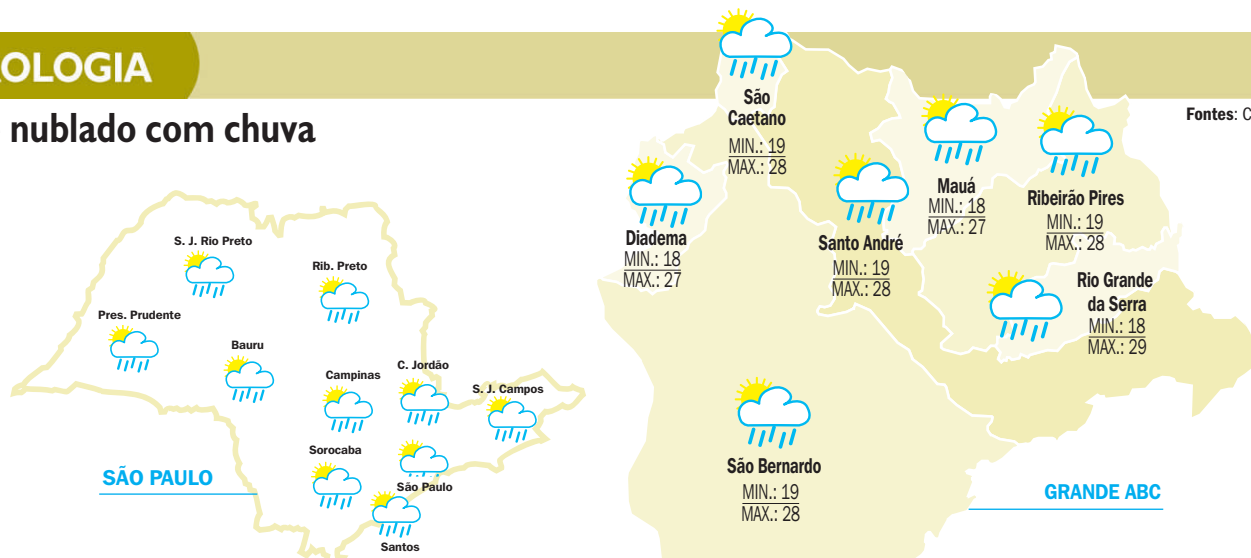 OLOGIA
nublado com chuva
Fontes: C
S. J. Rio Preto
Rib. Preto
Pres. Prudente
Bauru
Campinas
C. Jordão
S. J. Campos
Sorocaba
São Paulo
Santos
SÃO PAULO
São
Caetano
MIN.: 19
MAX.: 28
Diadema
MIN.: 18
MAX.: 27
Santo André
MIN.: 19
MAX.: 28
Mauá
MIN.: 18
MAX.: 27
Ribeirão Pires
MIN.: 19
MAX.: 28
Rio Grande
da Serra
MIN.: 18
MAX.: 29
São Bernardo
MIN.: 19
MAX.: 28
GRANDE ABC